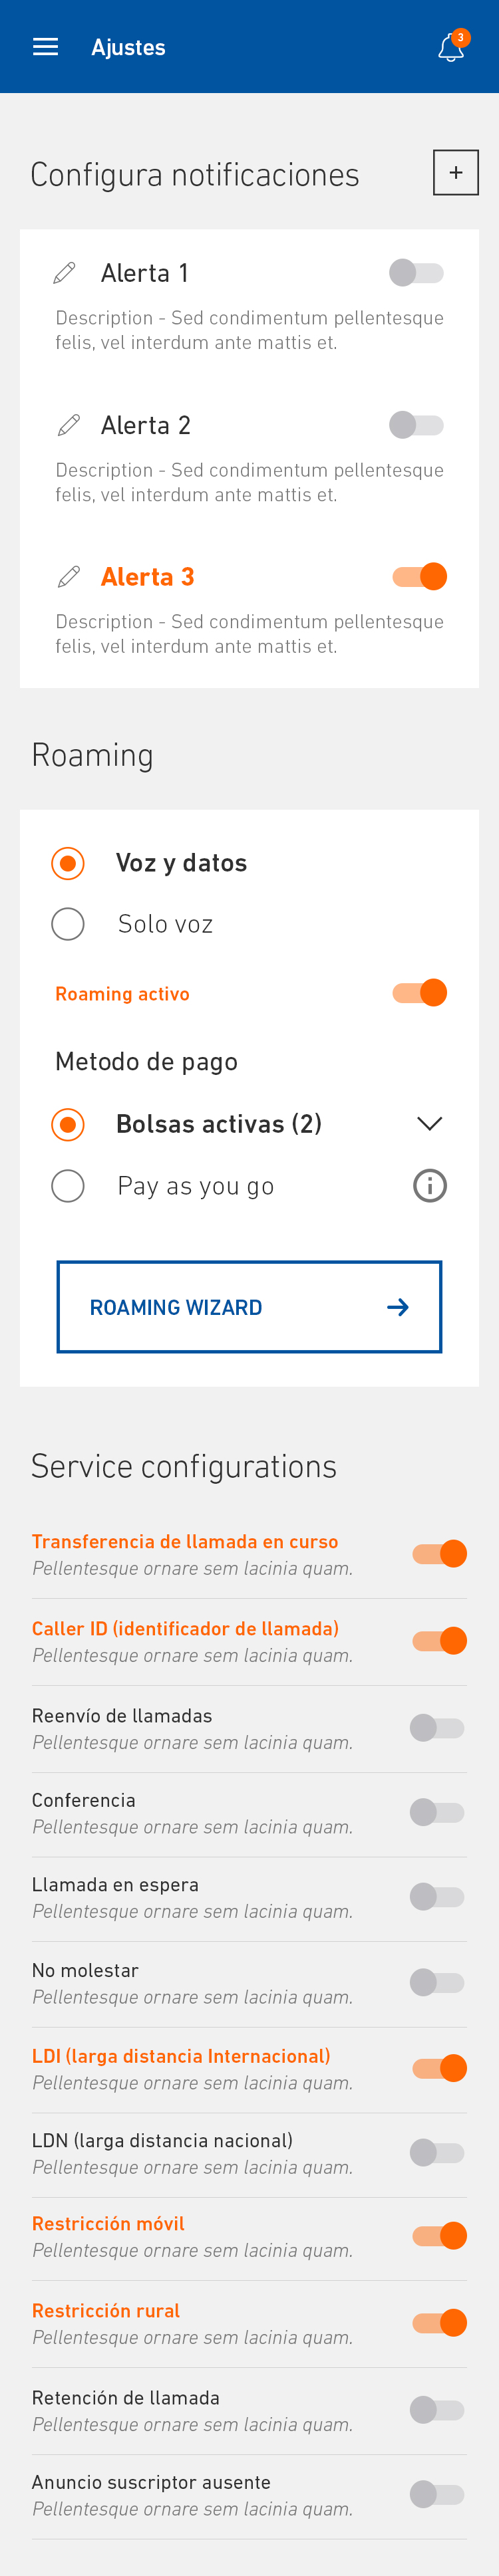 Ajustes
3
Configura notificaciones
+
Alerta 1
Description - Sed condimentum pellentesque
felis, vel interdum ante mattis et.
Alerta 2
Description - Sed condimentum pellentesque
felis, vel interdum ante mattis et.
Alerta 3
Description - Sed condimentum pellentesque
felis, vel interdum ante mattis et.
Roaming
Voz y datos
Solo voz
Roaming activo
Metodo de pago
Bolsas activas (2)
Pay as you go
ROAMING WIZARD
Service configurations
Transferencia de llamada en curso
Pellentesque ornare sem lacinia quam.
Caller ID (identificador de llamada)
Pellentesque ornare sem lacinia quam.
Reenvío de llamadas
Pellentesque ornare sem lacinia quam.
Conferencia
Pellentesque ornare sem lacinia quam.
Llamada en espera
Pellentesque ornare sem lacinia quam.
No molestar
Pellentesque ornare sem lacinia quam.
LDI (larga distancia Internacional)
Pellentesque ornare sem lacinia quam.
LDN (larga distancia nacional)
Pellentesque ornare sem lacinia quam.
Restricción móvil
Pellentesque ornare sem lacinia quam.
Restricción rural
Pellentesque ornare sem lacinia quam.
Retención de llamada
Pellentesque ornare sem lacinia quam.
Anuncio suscriptor ausente
Pellentesque ornare sem lacinia quam.